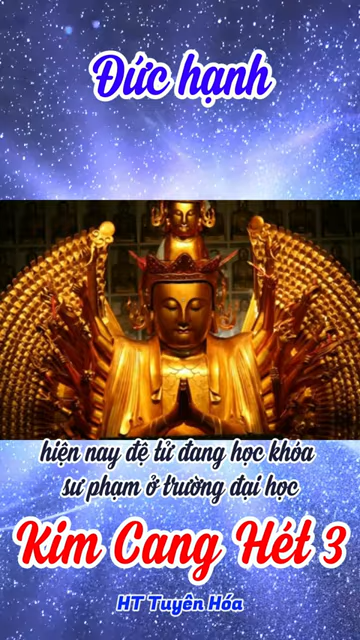 Đức hạnh
hiện nay đệ tử đang học khóa
sư phạm ở trường đại học
Kim Cang Hét 3
HT Tuyên Hóa